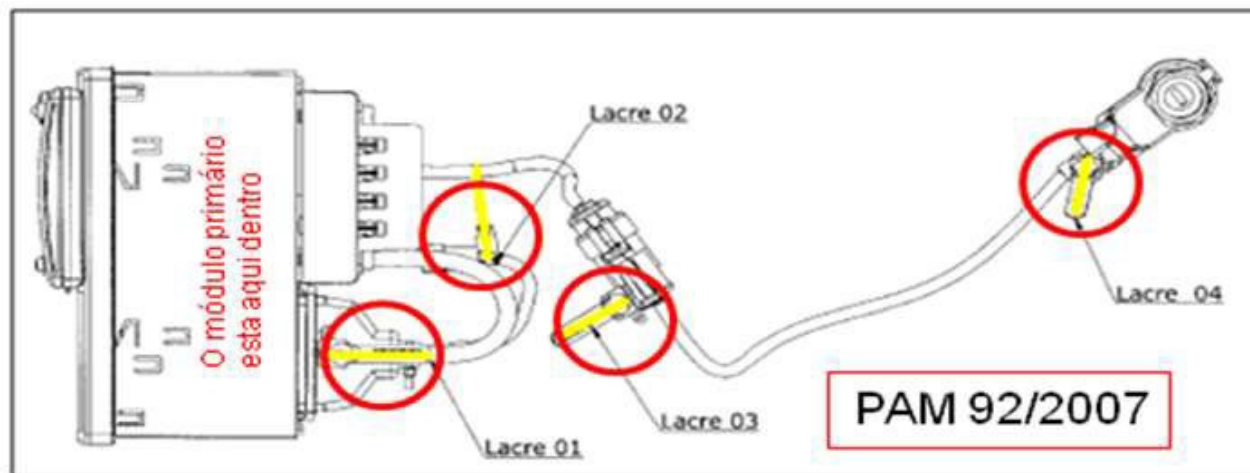 Lacre 02
O módulo primário
esta aqui dentro
Lacre 04
Lacre 03
Lacre 01
PAM 92/2007